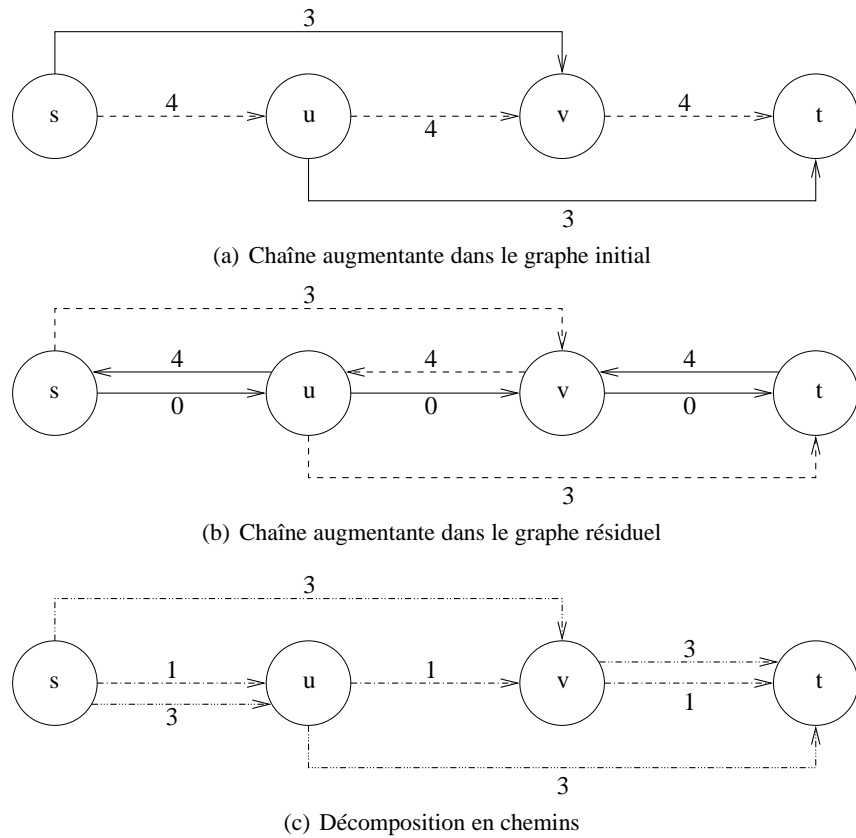 3
s 4 u 4 v 4 t
3
(a) Chaîne augmentante dans le graphe initial
3
4 4 4
s u v t
0 0 0
3
(b) Chaîne augmentante dans le graphe résiduel
3
3
s 1 u 1 v t
3 1
3
(c) Décomposition en chemins